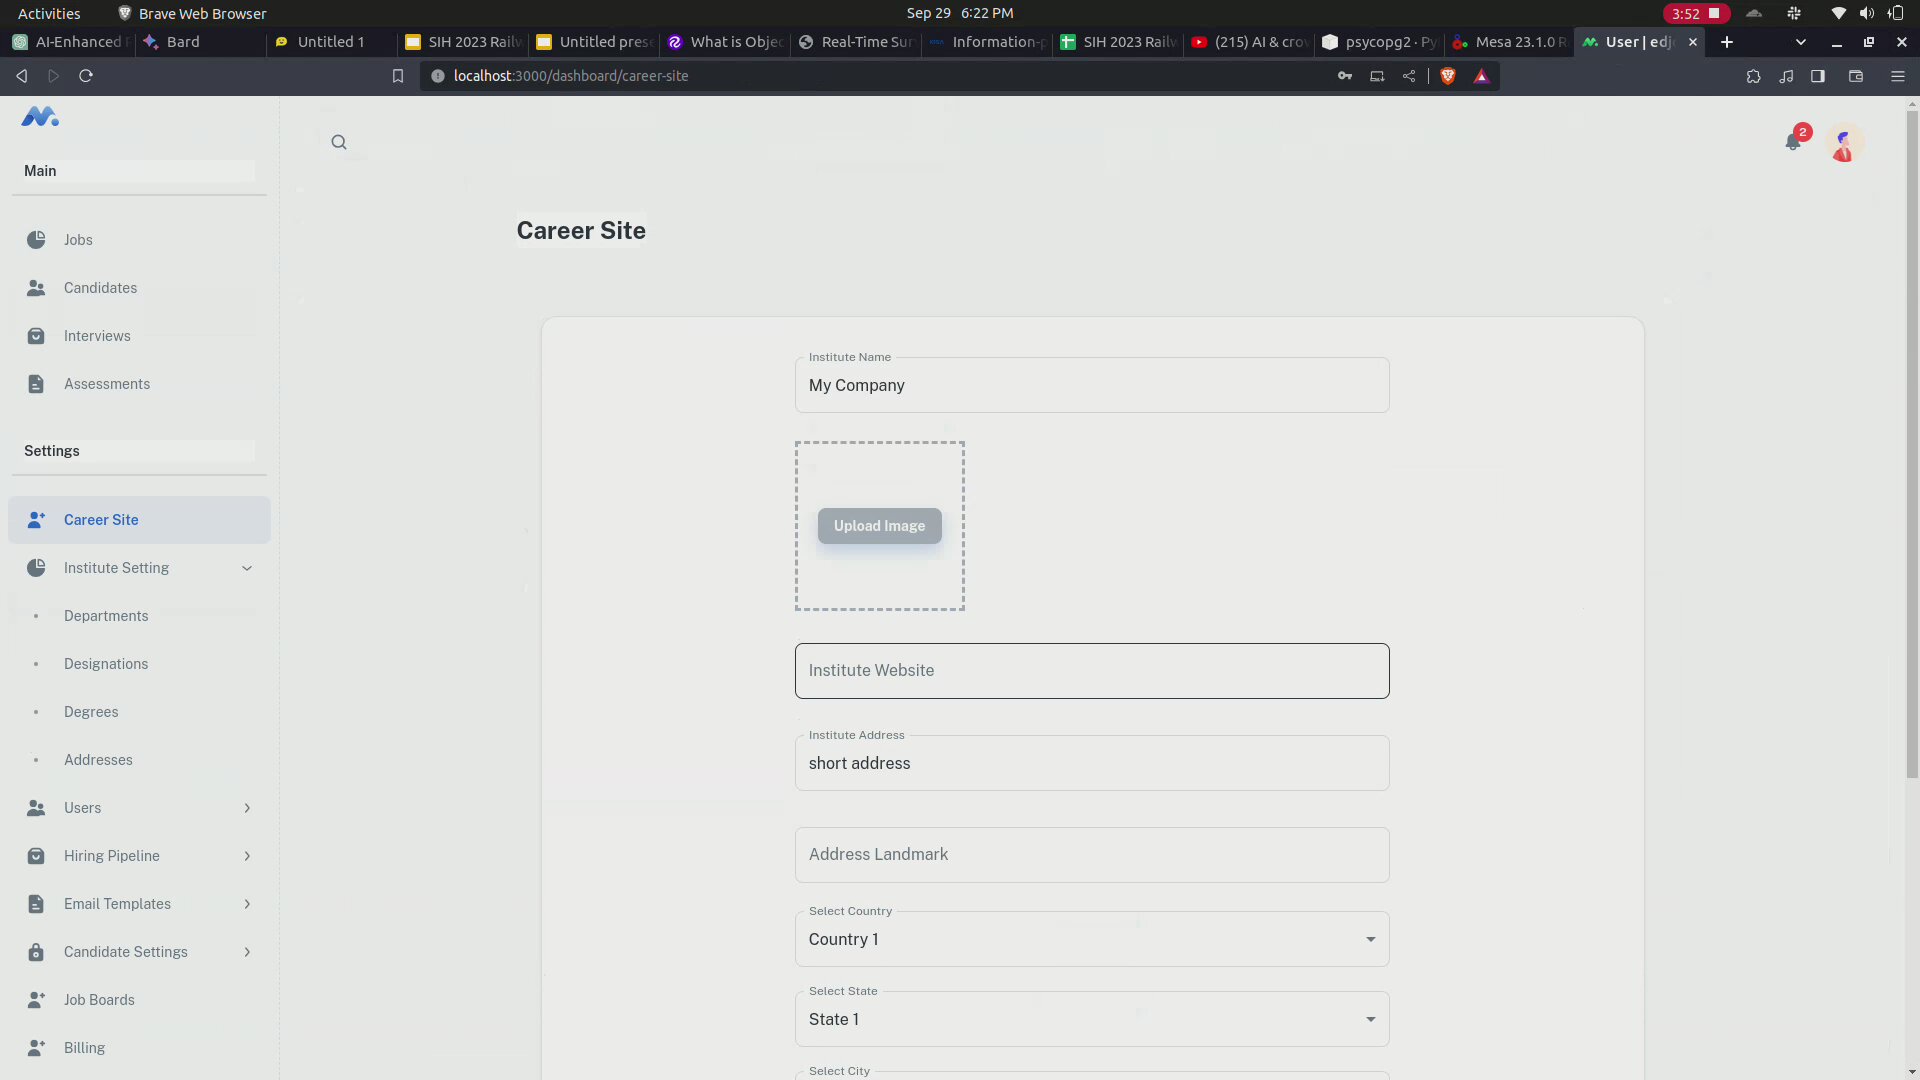 Activities
Brave Web Browser
Sep 29 6:22 PM
3:52
AI-Enhanced
Bard
Untitled 1
SIH 2023 Railw
Untitled prese
What is Objec
Real-Time Sur
Information-p
SIH 2023 Railw
(215) AI & crow
psycopg2 · Py
Mesa 23.1.0 R
User | edj
localhost:3000/dashboard/career-site
2
Main
Jobs
Candidates
Interviews
Assessments
Settings
Career Site
Institute Setting
Departments
Designations
Degrees
Addresses
Users
Hiring Pipeline
Email Templates
Candidate Settings
Job Boards
Billing
Career Site
Institute Name
My Company
Upload Image
Institute Website
Institute Address
short address
Address Landmark
Select Country
Country 1
Select State
State 1
Select City